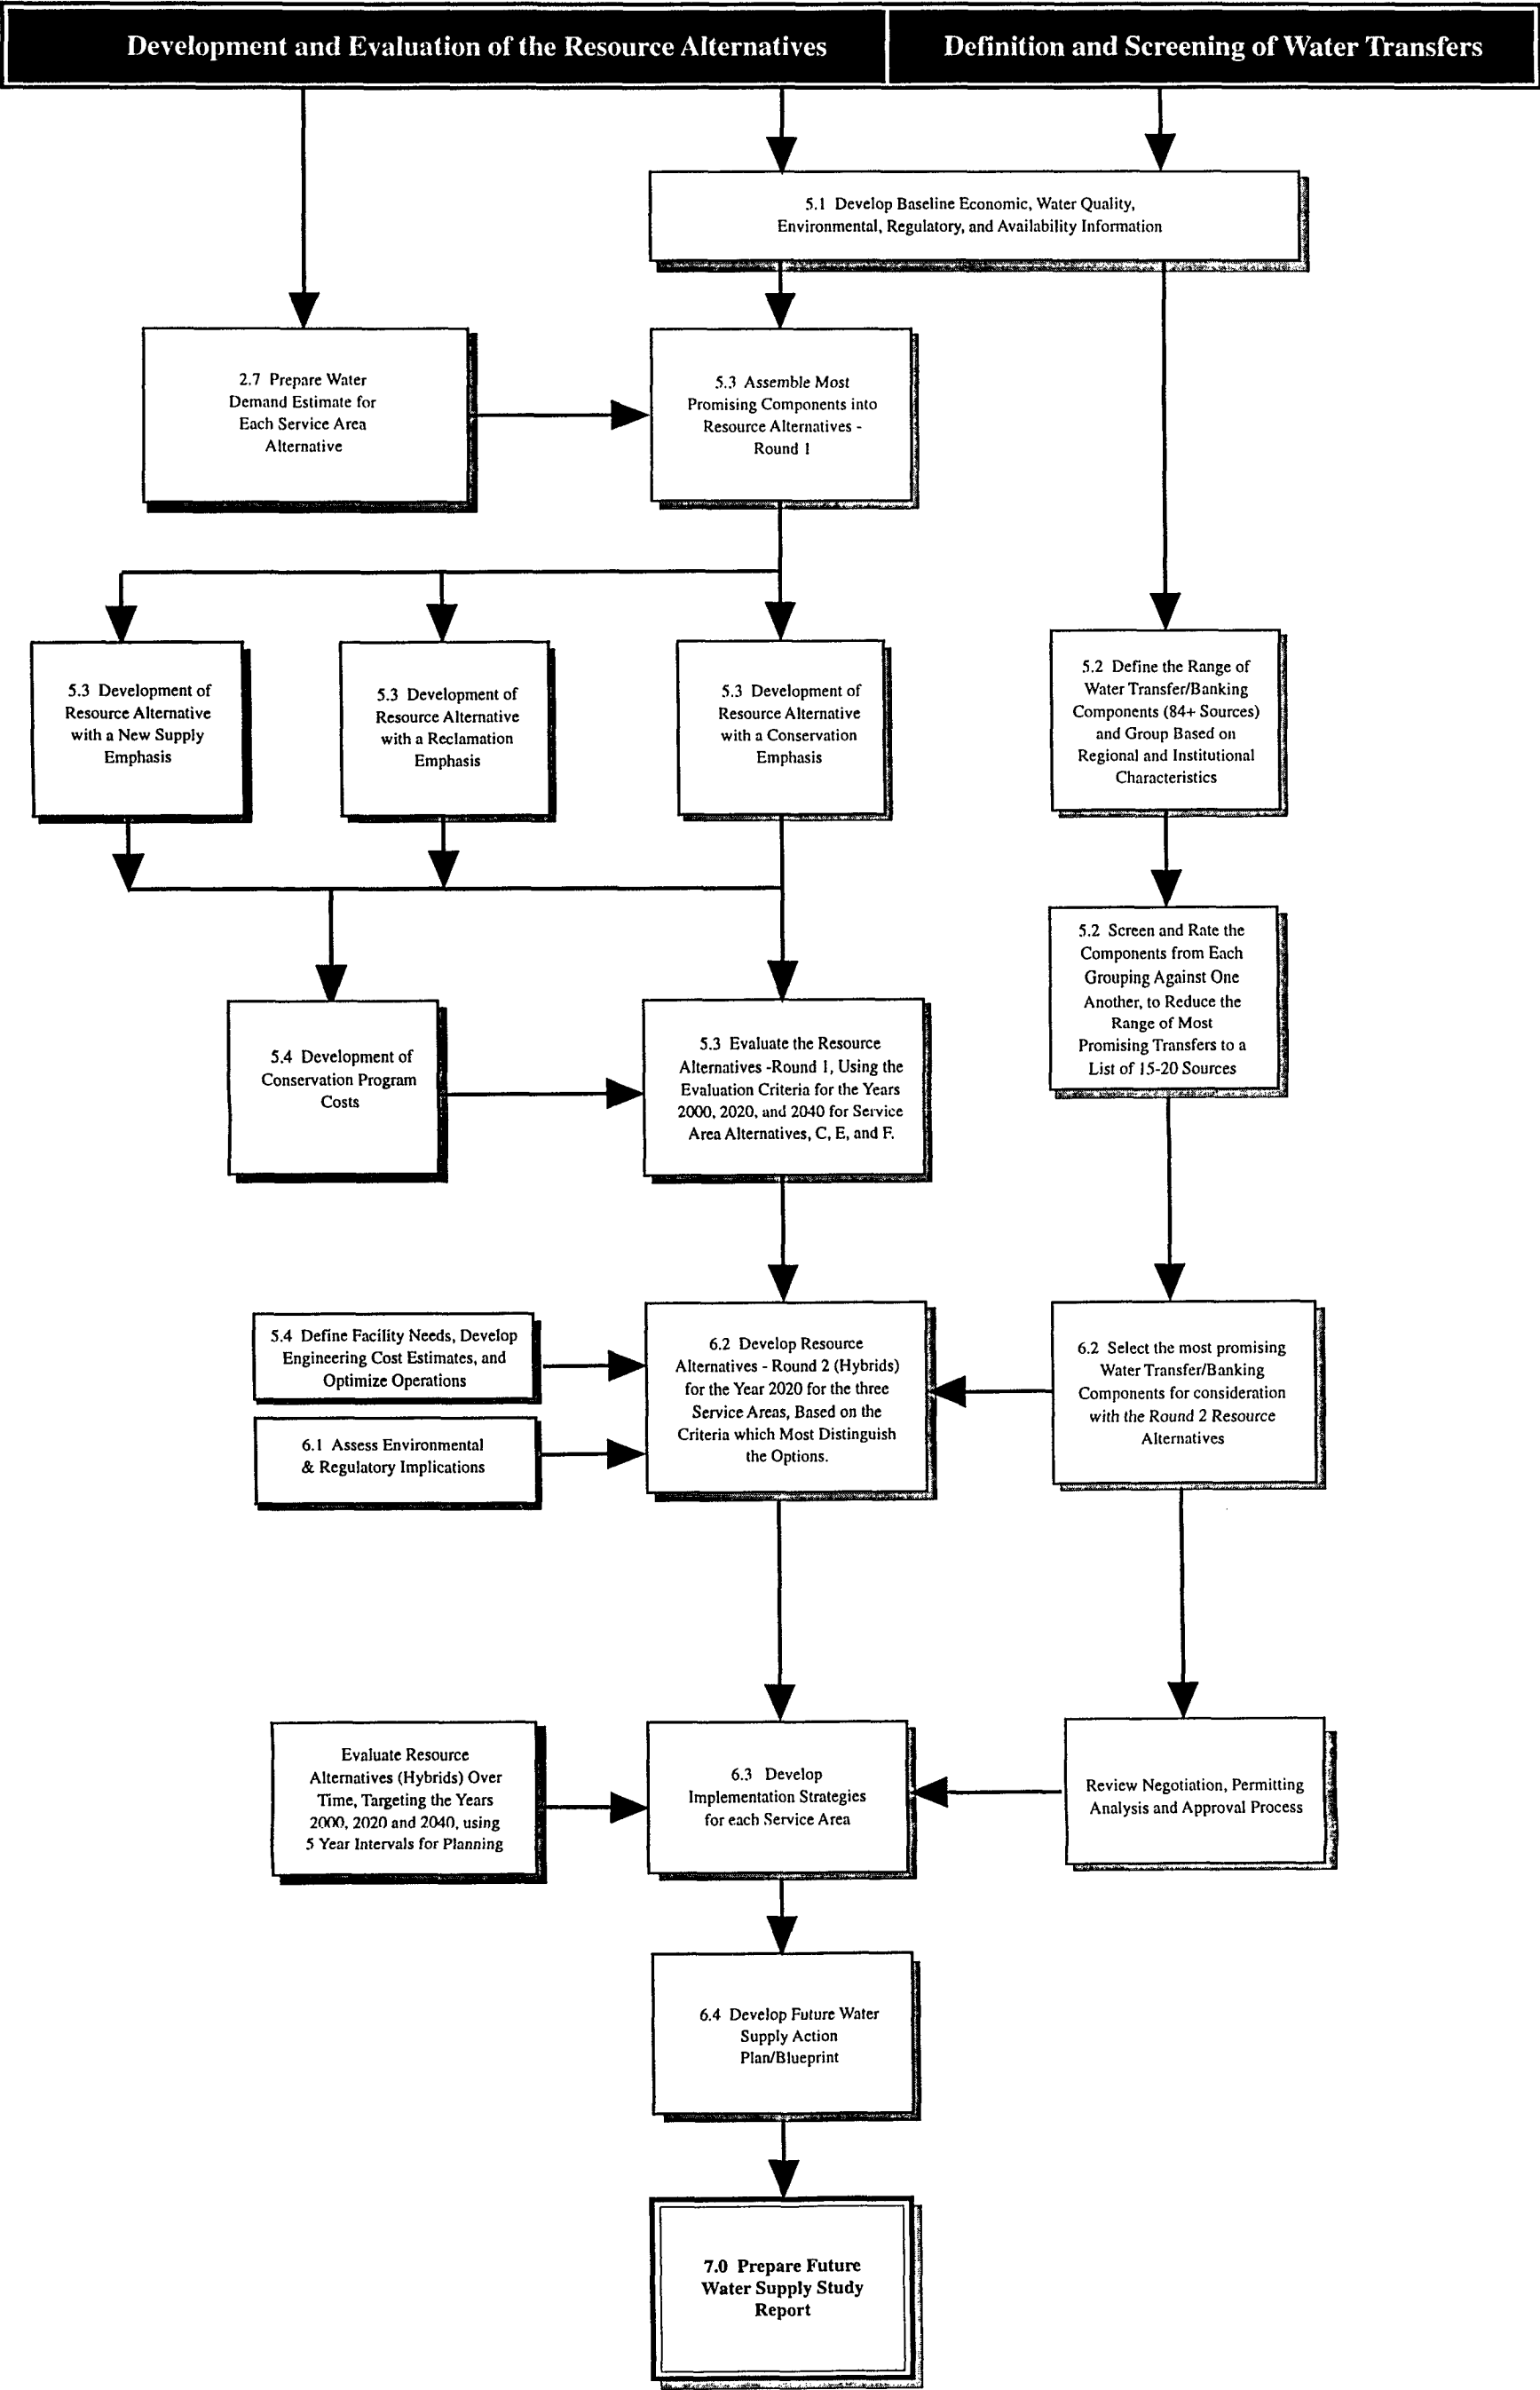 Development and Evaluation of the Resource Alternatives
Definition and Screening of Water Transfers
5.1 Develop Baseline Economic, Water Quality,
Environmental, Regulatory, and Availability Information
2.7 Prepare Water
Demand Estimate for
Each Service Area
Alternative
5.3 Assemble Most
Promising Components into
Resource Alternatives -
Round 1
5.3 Development of
Resource Alternative
with a New Supply
Emphasis
5.3 Development of
Resource Alternative
with a Reclamation
Emphasis
5.3 Development of
Resource Alternative
with a Conservation
Emphasis
5.2 Define the Range of
Water Transfer/Banking
Components (84+ Sources)
and Group Based on
Regional and Institutional
Characteristics
5.2 Screen and Rate the
Components from Each
Grouping Against One
Another, to Reduce the
Range of Most
Promising Transfers to a
List of 15-20 Sources
5.4 Development of
Conservation Program
Costs
5.3 Evaluate the Resource
Alternatives -Round 1, Using the
Evaluation Criteria for the Years
2000, 2020, and 2040 for Service
Area Alternatives, C, E, and F.
5.4 Define Facility Needs, Develop
Engineering Cost Estimates, and
Optimize Operations
6.1 Assess Environmental
& Regulatory Implications
6.2 Develop Resource
Alternatives - Round 2 (Hybrids)
for the Year 2020 for the three
Service Areas, Based on the
Criteria which Most Distinguish
the Options.
6.2 Select the most promising
Water Transfer/Banking
Components for consideration
with the Round 2 Resource
Alternatives
Evaluate Resource
Alternatives (Hybrids) Over
Time, Targeting the Years
2000, 2020 and 2040, using
5 Year Intervals for Planning
6.3 Develop
Implementation Strategies
for each Service Area
Review Negotiation, Permitting
Analysis and Approval Process
6.4 Develop Future Water
Supply Action
Plan/Blueprint
7.0 Prepare Future
Water Supply Study
Report